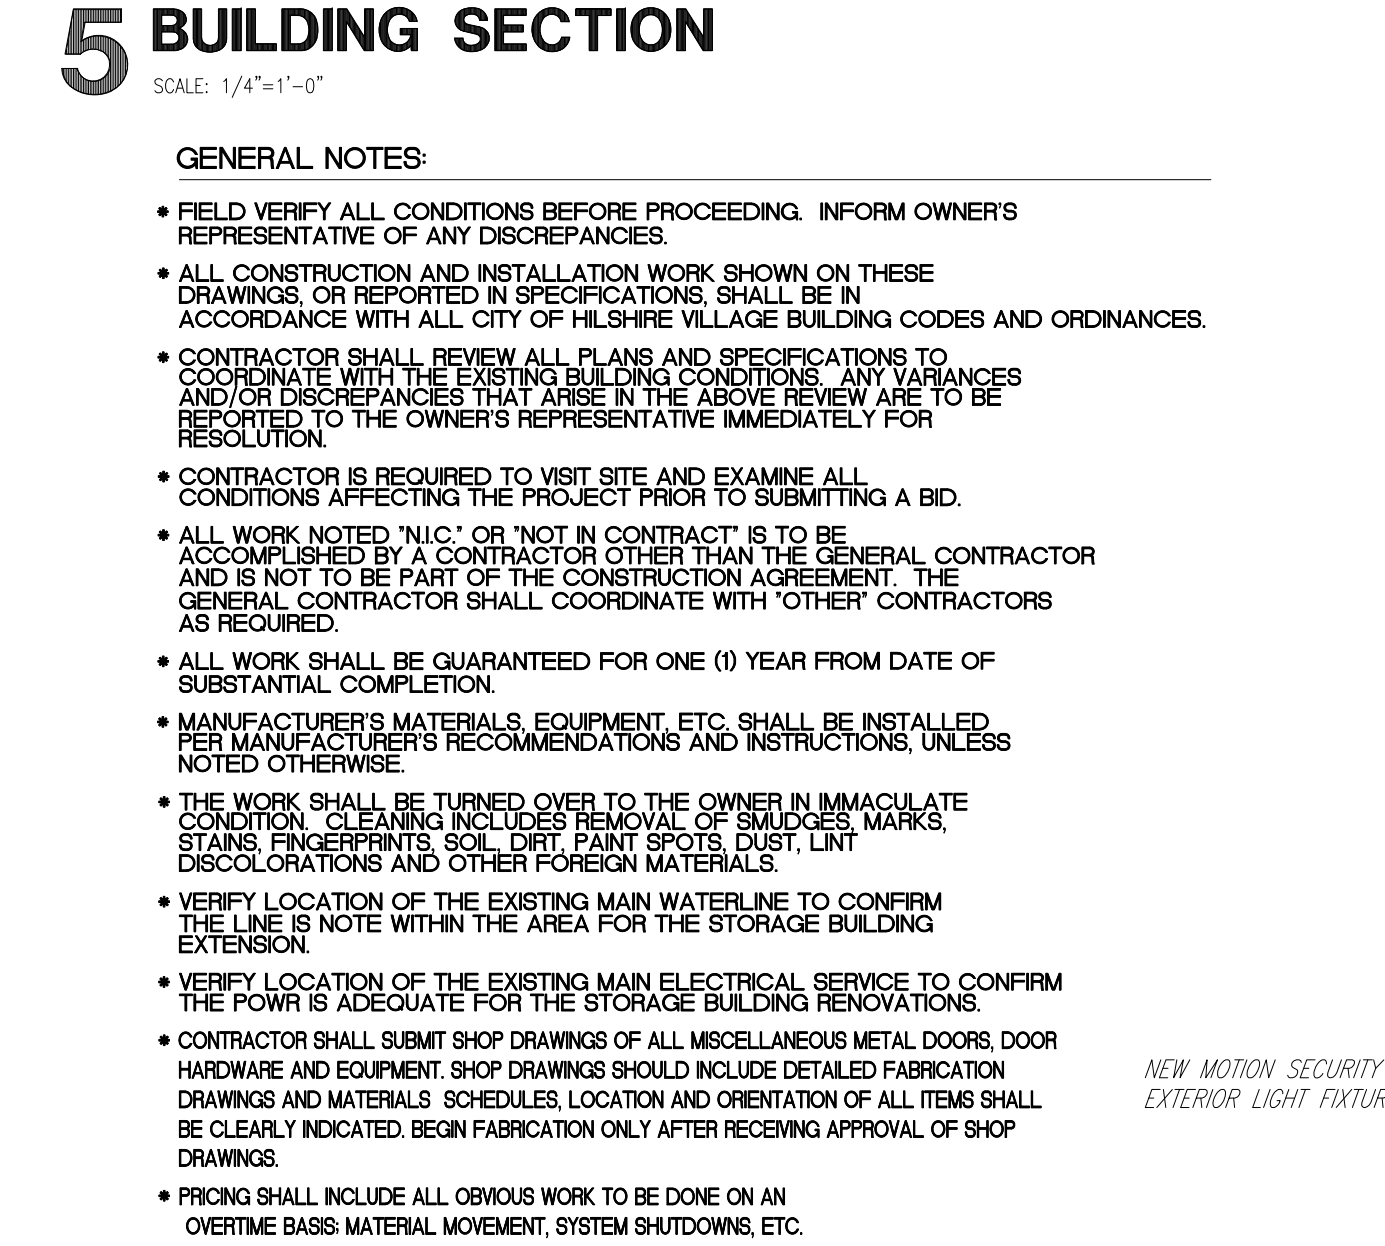 5 BUILDING SECTION
SCALE: 1/4"=1'-0"
GENERAL NOTES:
* FIELD VERIFY ALL CONDITIONS BEFORE PROCEEDING. INFORM OWNER'S
REPRESENTATIVE OF ANY DISCREPANCIES.
* ALL CONSTRUCTION AND INSTALLATION WORK SHOWN ON THESE
DRAWINGS, OR REPORTED IN SPECIFICATIONS, SHALL BE IN
ACCORDANCE WITH ALL CITY OF HILSHIRE VILLAGE BUILDING CODES AND ORDINANCES.
* CONTRACTOR SHALL REVIEW ALL PLANS AND SPECIFICATIONS TO
COORDINATE WITH THE EXISTING BUILDING CONDITIONS. ANY VARIANCES
AND/OR DISCREPANCIES THAT ARISE IN THE ABOVE REVIEW ARE TO BE
REPORTED TO THE OWNER'S REPRESENTATIVE IMMEDIATELY FOR
RESOLUTION.
* CONTRACTOR IS REQUIRED TO VISIT SITE AND EXAMINE ALL
CONDITIONS AFFECTING THE PROJECT PRIOR TO SUBMITTING A BID.
* ALL WORK NOTED "N.I.C." OR "NOT IN CONTRACT" IS TO BE
ACCOMPLISHED BY A CONTRACTOR OTHER THAN THE GENERAL CONTRACTOR
AND IS NOT TO BE PART OF THE CONSTRUCTION AGREEMENT. THE
GENERAL CONTRACTOR SHALL COORDINATE WITH "OTHER" CONTRACTORS
AS REQUIRED.
* ALL WORK SHALL BE GUARANTEED FOR ONE (1) YEAR FROM DATE OF
SUBSTANTIAL COMPLETION.
* MANUFACTURER'S MATERIALS, EQUIPMENT, ETC. SHALL BE INSTALLED
PER MANUFACTURER'S RECOMMENDATIONS AND INSTRUCTIONS, UNLESS
NOTED OTHERWISE.
* THE WORK SHALL BE TURNED OVER TO THE OWNER IN IMMACULATE
CONDITION. CLEANING INCLUDES REMOVAL OF SMUDGES, MARKS,
STAINS, FINGERPRINTS, SOIL, DIRT, PAINT SPOTS, DUST, LINT
DISCOLORATIONS AND OTHER FOREIGN MATERIALS.
* VERIFY LOCATION OF THE EXISTING MAIN WATERLINE TO CONFIRM
THE LINE IS NOTE WITHIN THE AREA FOR THE STORAGE BUILDING
EXTENSION.
* VERIFY LOCATION OF THE EXISTING MAIN ELECTRICAL SERVICE TO CONFIRM
THE POWR IS ADEQUATE FOR THE STORAGE BUILDING RENOVATIONS.
* CONTRACTOR SHALL SUBMIT SHOP DRAWINGS OF ALL MISCELLANEOUS METAL DOORS, DOOR
HARDWARE AND EQUIPMENT. SHOP DRAWINGS SHOULD INCLUDE DETAILED FABRICATION
DRAWINGS AND MATERIALS SCHEDULES, LOCATION AND ORIENTATION OF ALL ITEMS SHALL
BE CLEARLY INDICATED. BEGIN FABRICATION ONLY AFTER RECEIVING APPROVAL OF SHOP
DRAWINGS.
* PRICING SHALL INCLUDE ALL OBVIOUS WORK TO BE DONE ON AN
OVERTIME BASIS; MATERIAL MOVEMENT, SYSTEM SHUTDOWNS, ETC.
NEW MOTION SECURITY
EXTERIOR LIGHT FIXTUR